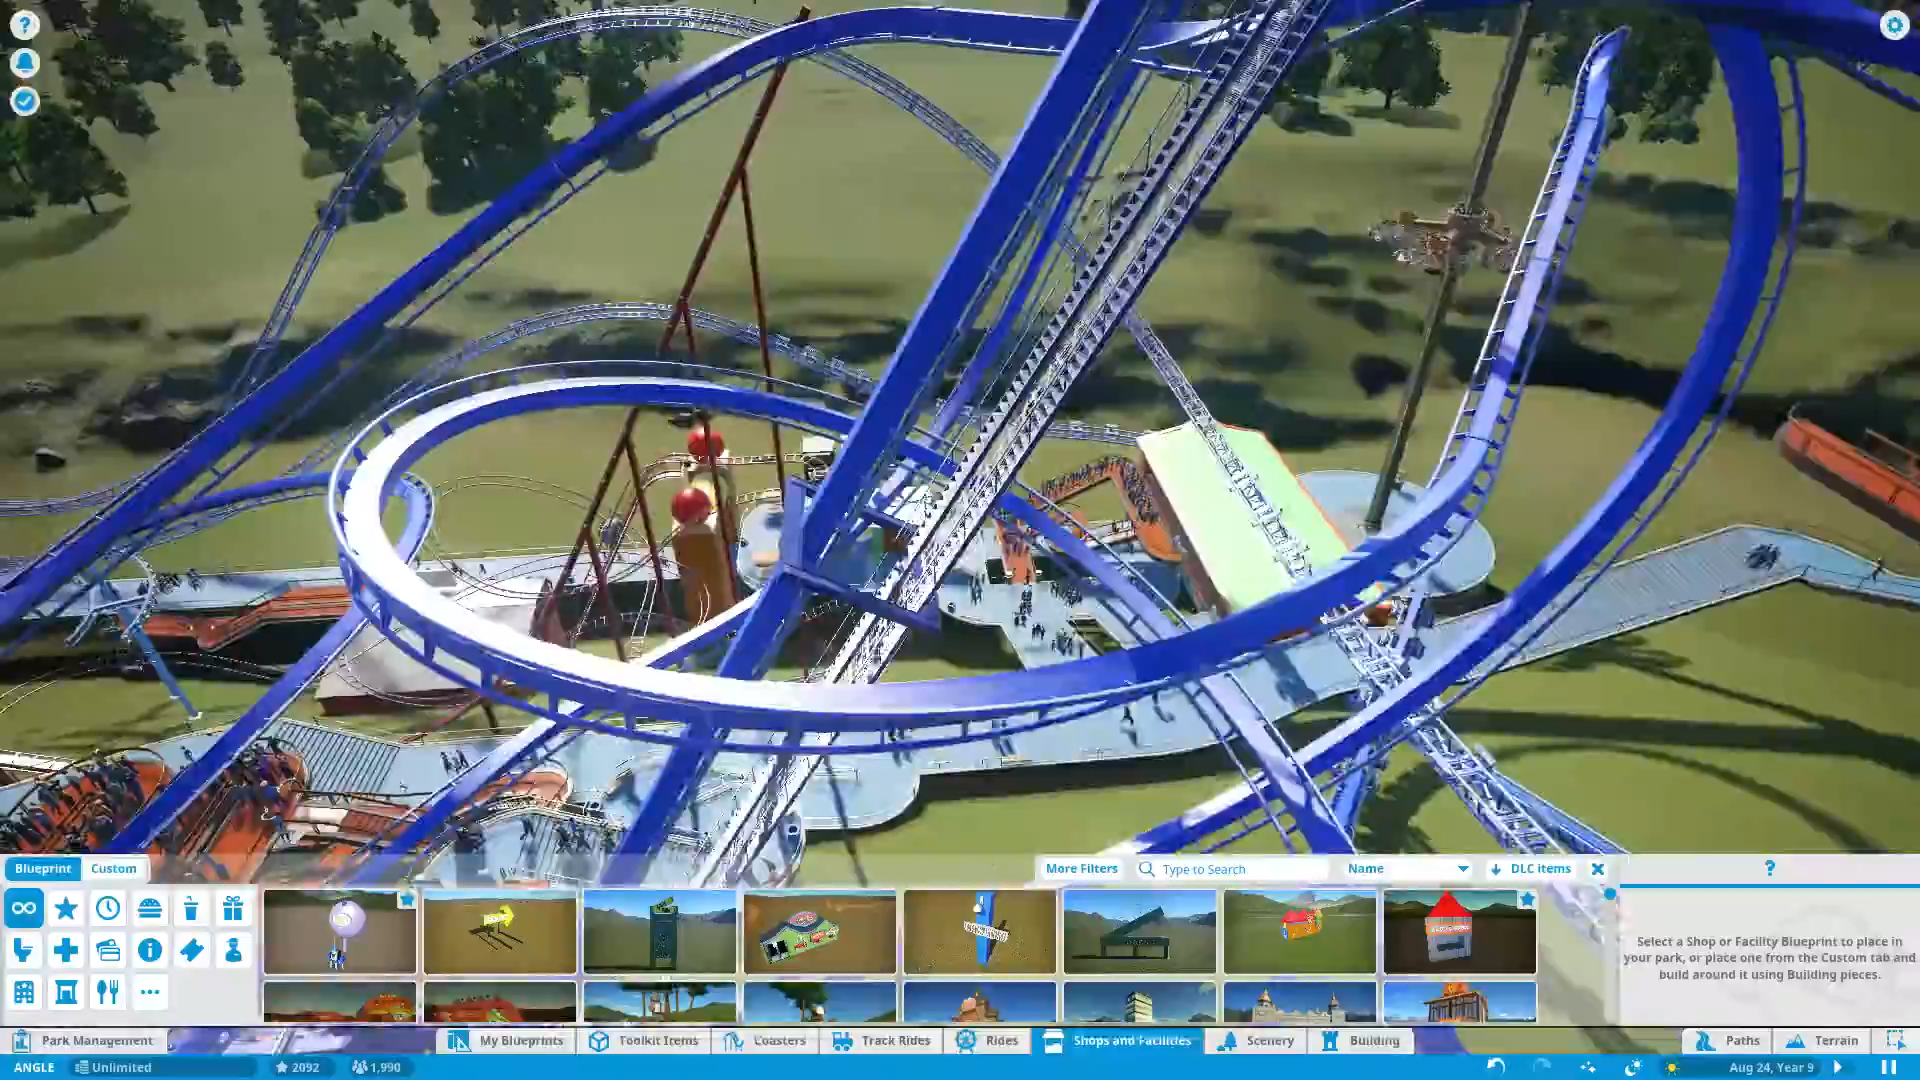 Blueprint Custom
More Filters Type to Search Name DLC items
Select a Shop or Facility Blueprint to place in
your park, or place one from the Custom tab and
build around it using Building pieces.
Park Management My Blueprints Toolkit Items Coasters Track Rides Rides Shops and Facilities Scenery Building Paths Terrain
ANGLE Unlimited 2092 1,990 Aug 24, Year 9